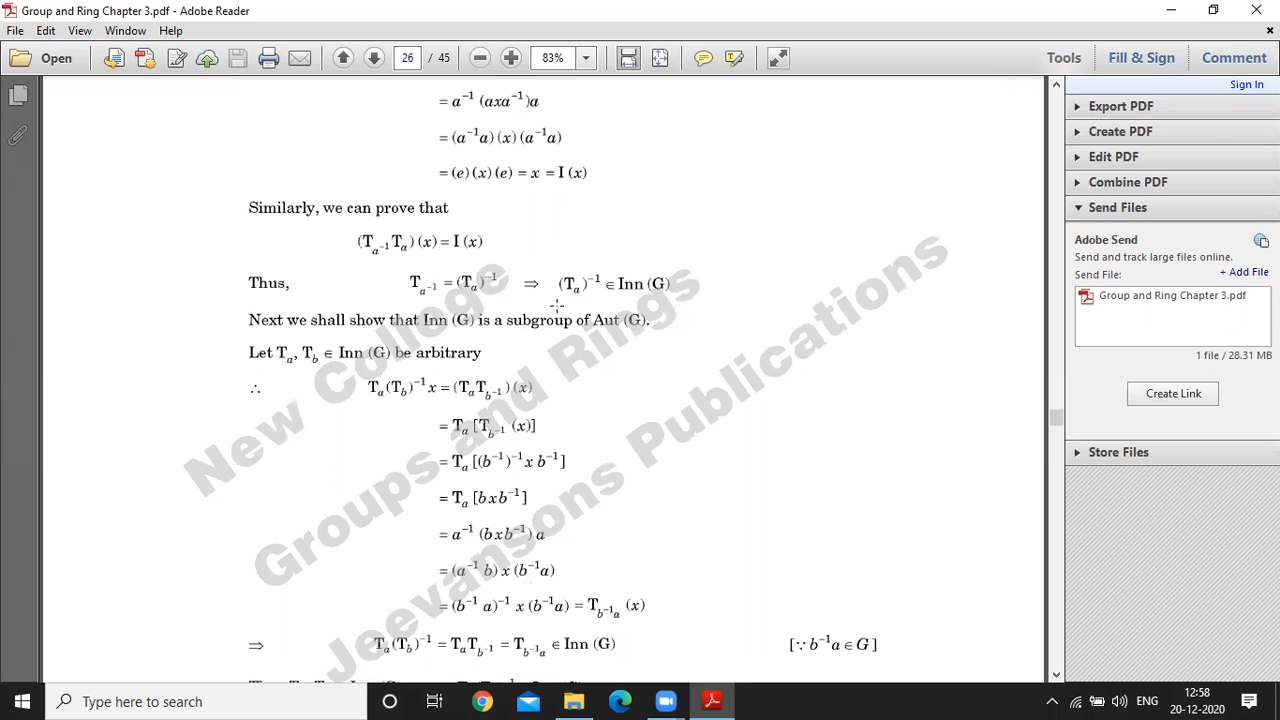 Group and Ring Chapter 3.pdf - Adobe Reader
File Edit View Window Help
Open 26 / 45 83% Tools Fill & Sign Comment
= a⁻¹ (axa⁻¹)a
= (a⁻¹a) (x) (a⁻¹a)
= (e) (x) (e) = x = I (x)
Similarly, we can prove that
(T_{a⁻¹} T_a) (x) = I (x)
Thus, T_{a⁻¹} = (T_a)⁻¹ ⇒ (T_a)⁻¹ ∈ Inn (G)
Next we shall show that Inn (G) is a subgroup of Aut (G).
Let T_a, T_b ∈ Inn (G) be arbitrary
∴ T_a (T_b)⁻¹ x = (T_a T_{b⁻¹}) (x)
= T_a [T_{b⁻¹} (x)]
= T_a [(b⁻¹)⁻¹ x b⁻¹]
= T_a [b x b⁻¹]
= a⁻¹ (b x b⁻¹) a
= (a⁻¹ b) x (b⁻¹a)
= (b⁻¹ a)⁻¹ x (b⁻¹a) = T_{b⁻¹a} (x)
⇒ T_a (T_b)⁻¹ = T_a T_{b⁻¹} = T_{b⁻¹a} ∈ Inn (G) [∵ b⁻¹a ∈ G]
New College
Groups and Rings
Jeevansons Publications
Sign In
Export PDF
Create PDF
Edit PDF
Combine PDF
Send Files
Adobe Send
Send and track large files online.
Send File: + Add File
Group and Ring Chapter 3.pdf
1 file / 28.31 MB
Create Link
Store Files
Type here to search
ENG
12:58
20-12-2020